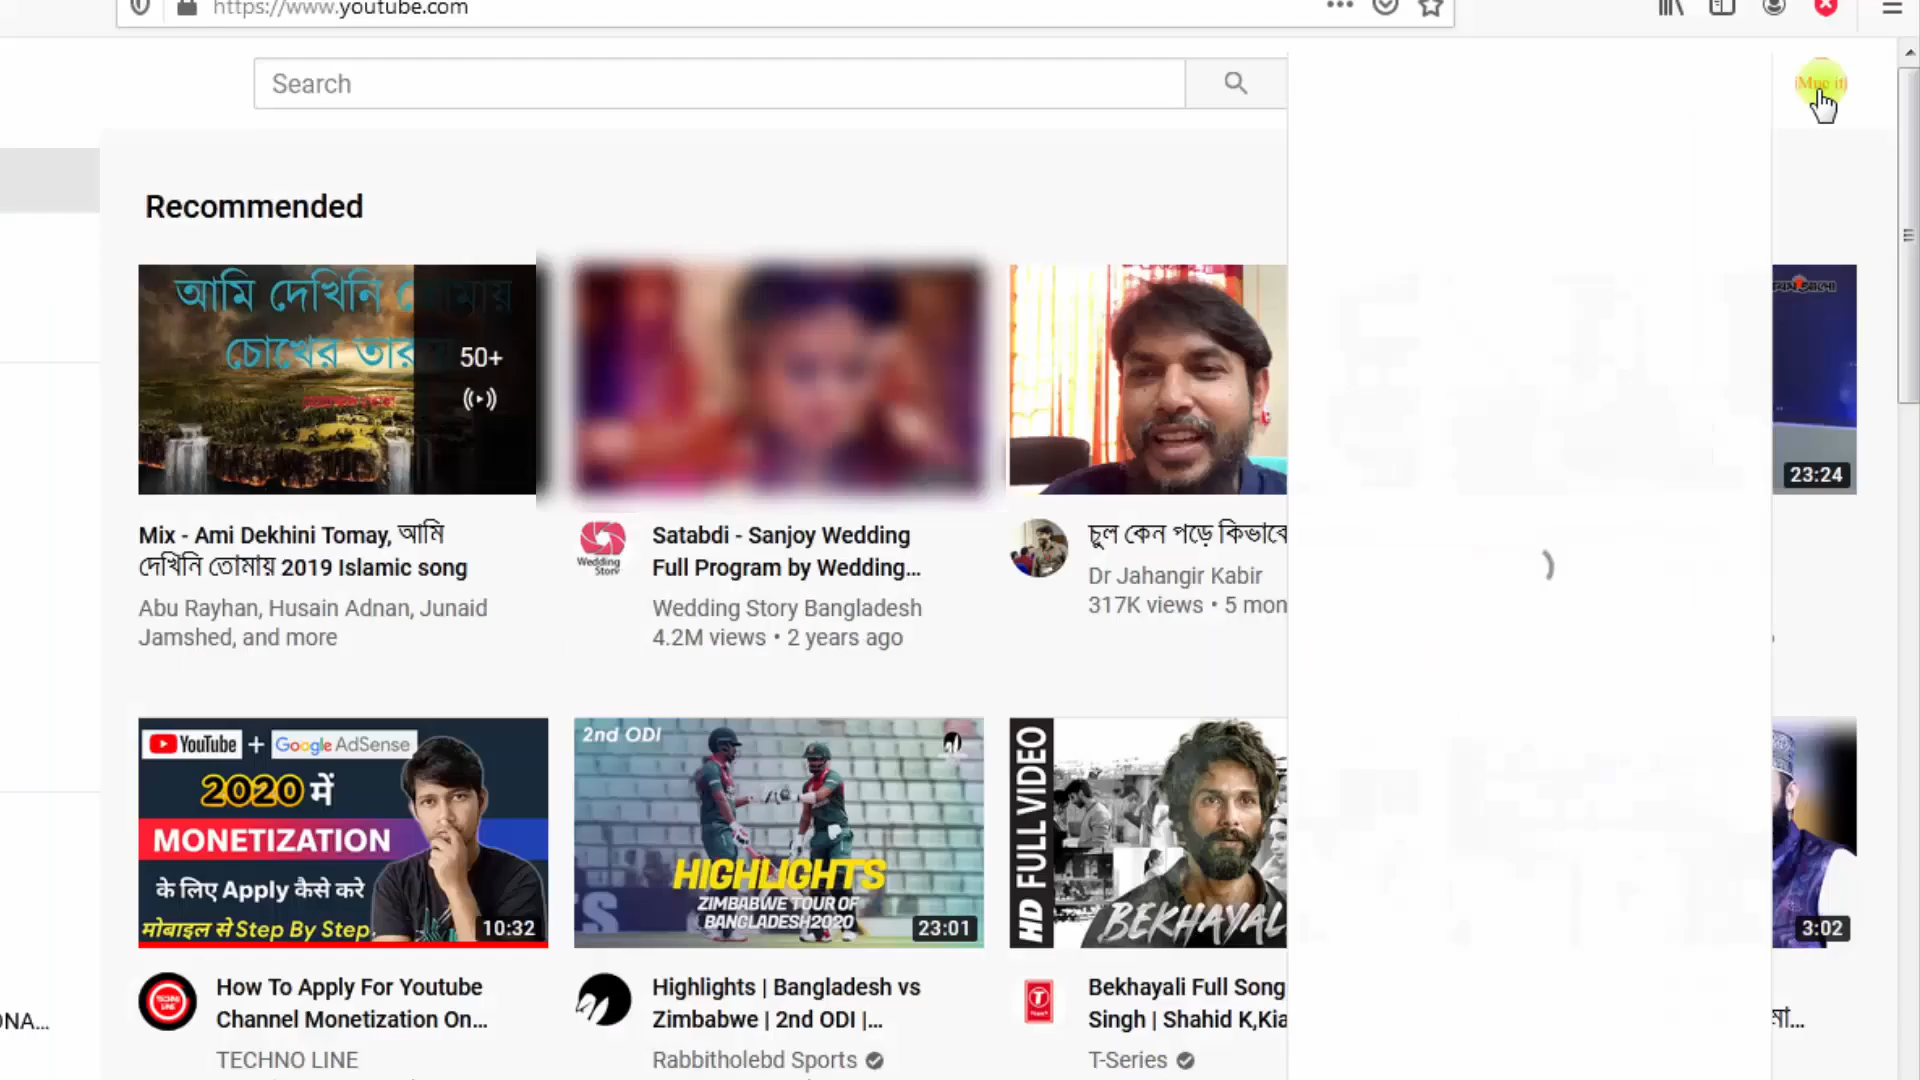 https://www.youtube.com
Search
Recommended
আমি দেখিনি তোমায়
চোখের তারায়
50+
23:24
Mix - Ami Dekhini Tomay, আমি
দেখিনি তোমায় 2019 Islamic song
Abu Rayhan, Husain Adnan, Junaid
Jamshed, and more
Wedding
Story
Satabdi - Sanjoy Wedding
Full Program by Wedding...
Wedding Story Bangladesh
4.2M views • 2 years ago
চুল কেন পড়ে কিভাবে
Dr Jahangir Kabir
317K views • 5 mon
YouTube + Google AdSense
2020 में
MONETIZATION
के लिए Apply कैसे करे
मोबाइल से Step By Step
10:32
2nd ODI
HIGHLIGHTS
ZIMBABWE TOUR OF
BANGLADESH2020
23:01
HD FULL VIDEO
BEKHAYAL
3:02
How To Apply For Youtube
Channel Monetization On...
TECHNO LINE
Highlights | Bangladesh vs
Zimbabwe | 2nd ODI |...
Rabbitholebd Sports
Bekhayali Full Song
Singh | Shahid K,Kia
T-Series
ONA...